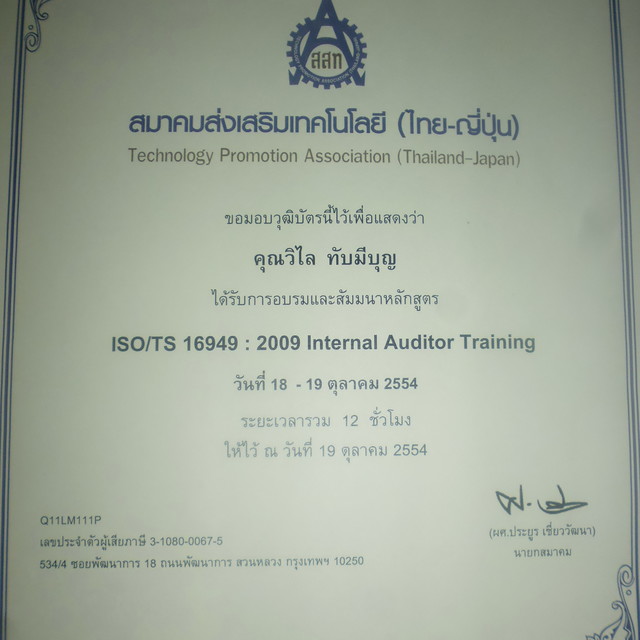 สสท
สมาคมส่งเสริมเทคโนโลยี (ไทย-ญี่ปุ่น)
Technology Promotion Association (Thailand-Japan)
ขอมอบวุฒิบัตรนี้ไว้เพื่อแสดงว่า
คุณวิไล ทับมีบุญ
ได้รับการอบรมและสัมมนาหลักสูตร
ISO/TS 16949 : 2009 Internal Auditor Training
วันที่ 18 - 19 ตุลาคม 2554
ระยะเวลารวม 12 ชั่วโมง
ให้ไว้ ณ วันที่ 19 ตุลาคม 2554
Q11LM111P
เลขประจำตัวผู้เสียภาษี 3-1080-0067-5
534/4 ซอยพัฒนาการ 18 ถนนพัฒนาการ สวนหลวง กรุงเทพฯ 10250
(ผศ.ประยูร เชี่ยววัฒนา)
นายกสมาคม